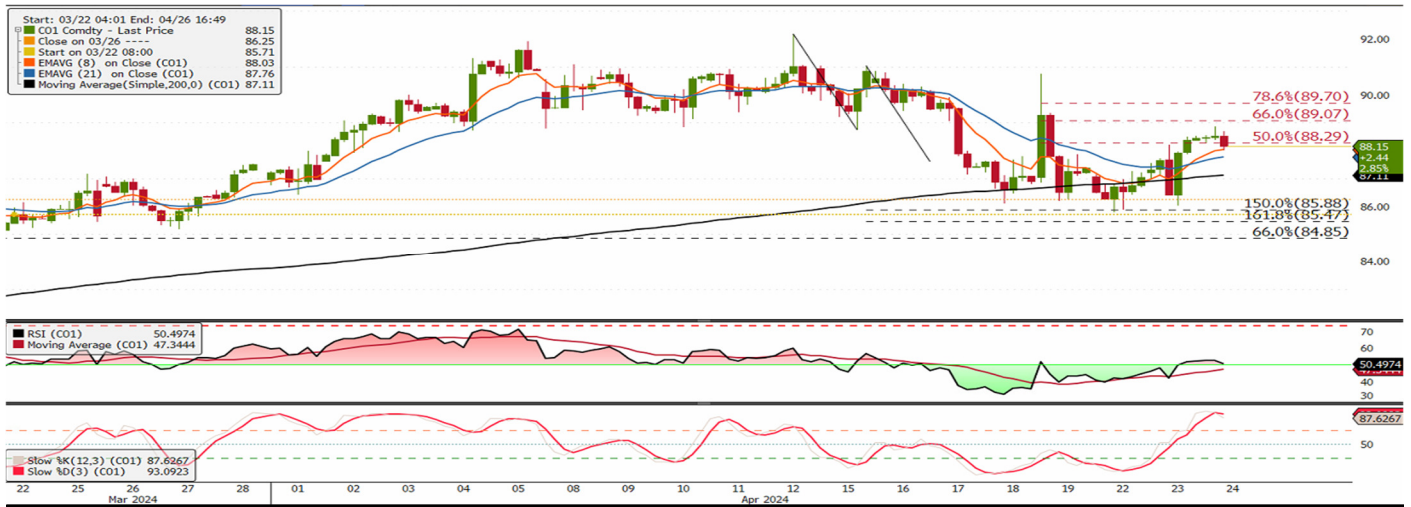 Start: 03/22 04:01 End: 04/26 16:49
CO1 Comdty - Last Price 88.15
Close on 03/26 ---- 86.25
Start on 03/22 08:00 85.71
EMAVG (8) on Close (CO1) 88.03
EMAVG (21) on Close (CO1) 87.76
Moving Average(Simple,200,0) (CO1) 87.11
92.00
90.00
78.6%(89.70)
66.0%(89.07)
50.0%(88.29)
88.15
+2.44
2.85%
87.11
150.0%(85.88)
86.00
161.8%(85.47)
66.0%(84.85)
84.00
RSI (CO1) 50.4974
Moving Average (CO1) 47.3444
70
60
50.4974
40
30
87.6267
50
Slow %K(12,3) (CO1) 87.6267
Slow %D(3) (CO1) 93.0923
22 25 26 27 28 01 02 03 04 05 08 09 10 11 12 15 16 17 18 19 22 23 24
Mar 2024 Apr 2024